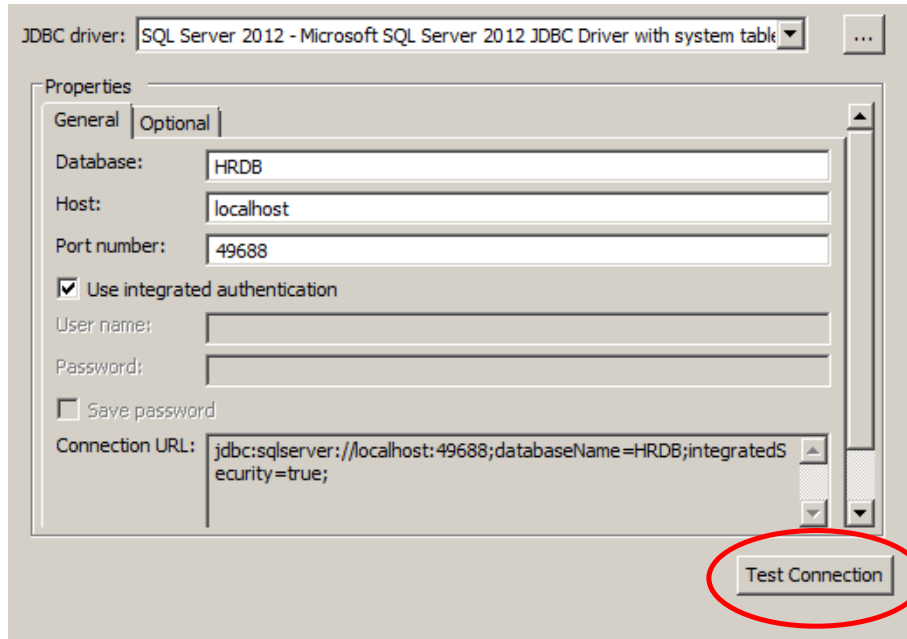 JDBC driver: SQL Server 2012 - Microsoft SQL Server 2012 JDBC Driver with system ...
Properties
General Optional
Database: HRDB
Host: localhost
Port number: 49688
Use integrated authentication
User name:
Password:
Save password
Connection URL: jdbc:sqlserver://localhost:49688;databaseName=HRDB;integratedS
ecurity=true;
Test Connection